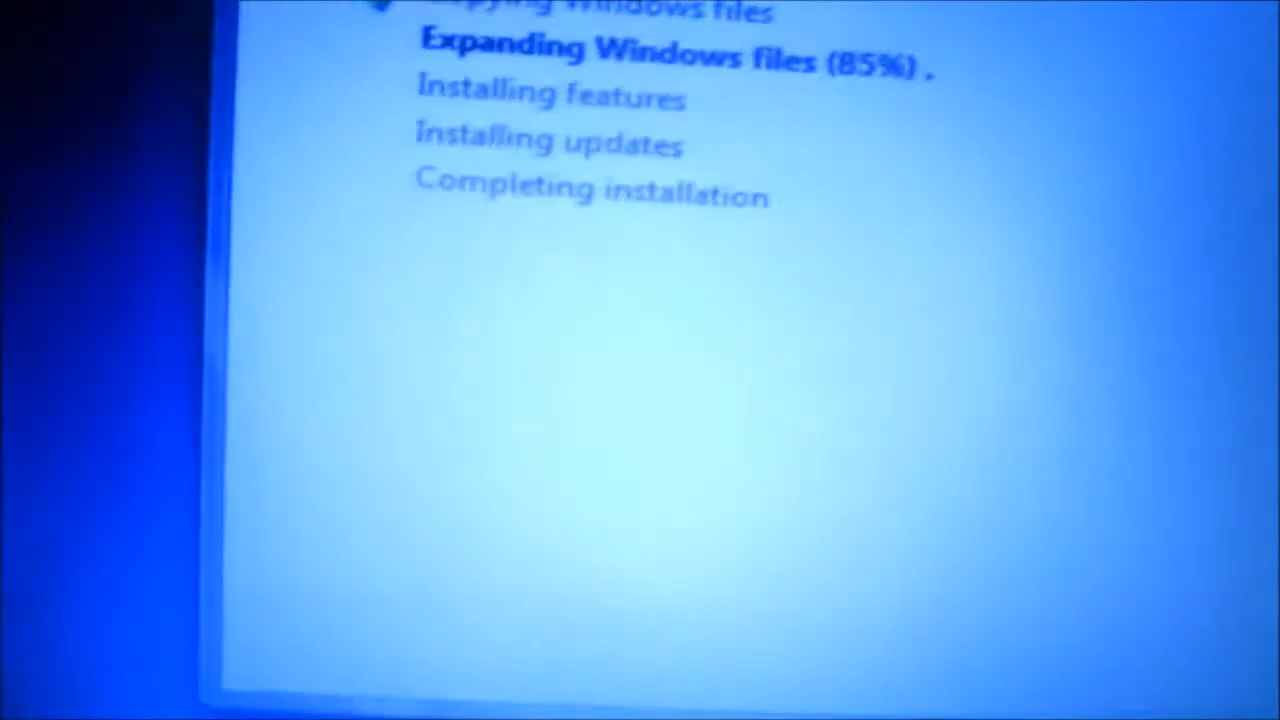 Copying Windows files
Expanding Windows files (85%) .
Installing features
Installing updates
Completing installation